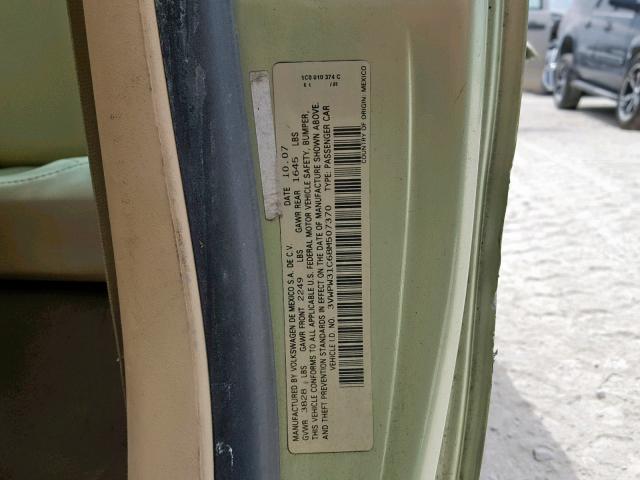 MANUFACTURED BY VOLKSWAGEN DE MEXICO S.A. DE C.V. DATE 10.07
GVWR 3828 LBS GAWR FRONT 2249 LBS GAWR REAR 1645 LBS
THIS VEHICLE CONFORMS TO ALL APPLICABLE U.S. FEDERAL MOTOR VEHICLE SAFETY, BUMPER,
AND THEFT PREVENTION STANDARDS IN EFFECT ON THE DATE OF MANUFACTURE SHOWN ABOVE.
VEHICLE I.D. NO. 3VWPW31C68M507370 TYPE: PASSENGER CAR
1C0 010 374 C
COUNTRY OF ORIGIN: MEXICO